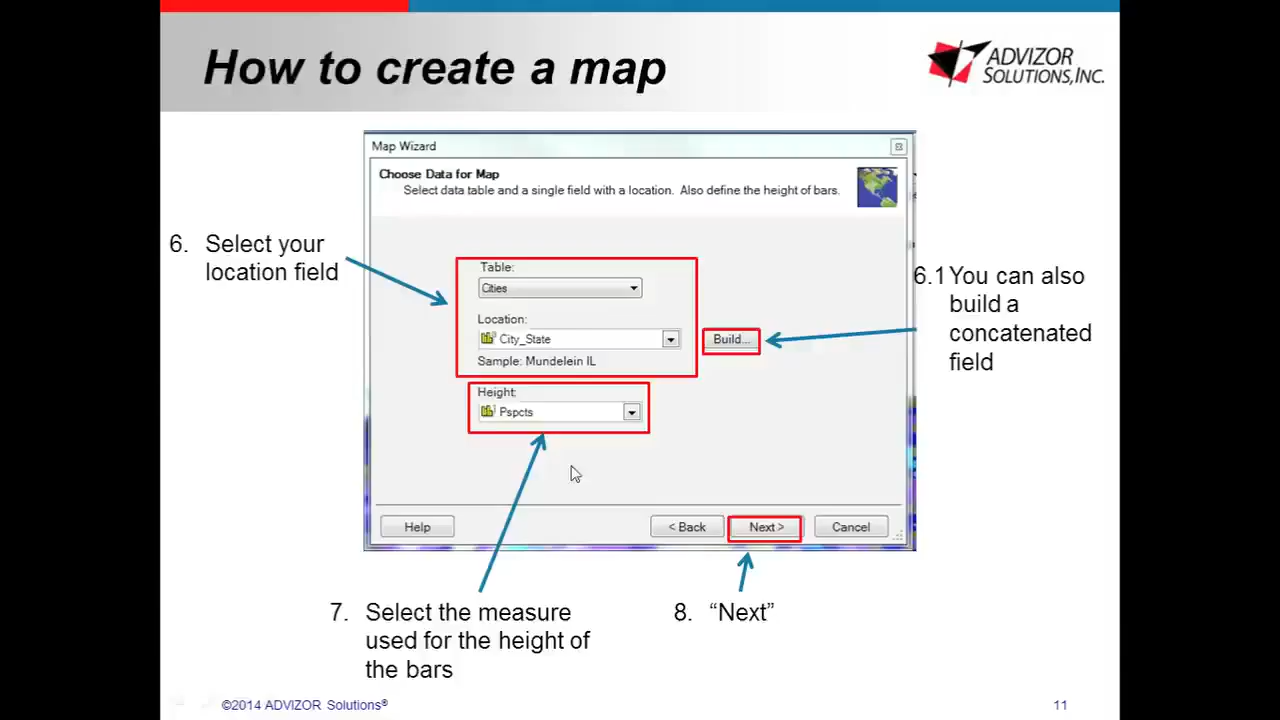 How to create a map
ADVIZOR
SOLUTIONS, INC.
Map Wizard
Choose Data for Map
Select data table and a single field with a location. Also define the height of bars.
6. Select your
location field
Table:
Cities
Location:
City_State
Build...
Sample: Mundelein IL
6.1 You can also
build a
concatenated
field
Height:
Pspcts
Help
< Back
Next >
Cancel
7. Select the measure
used for the height of
the bars
8. “Next”
©2014 ADVIZOR Solutions®
11